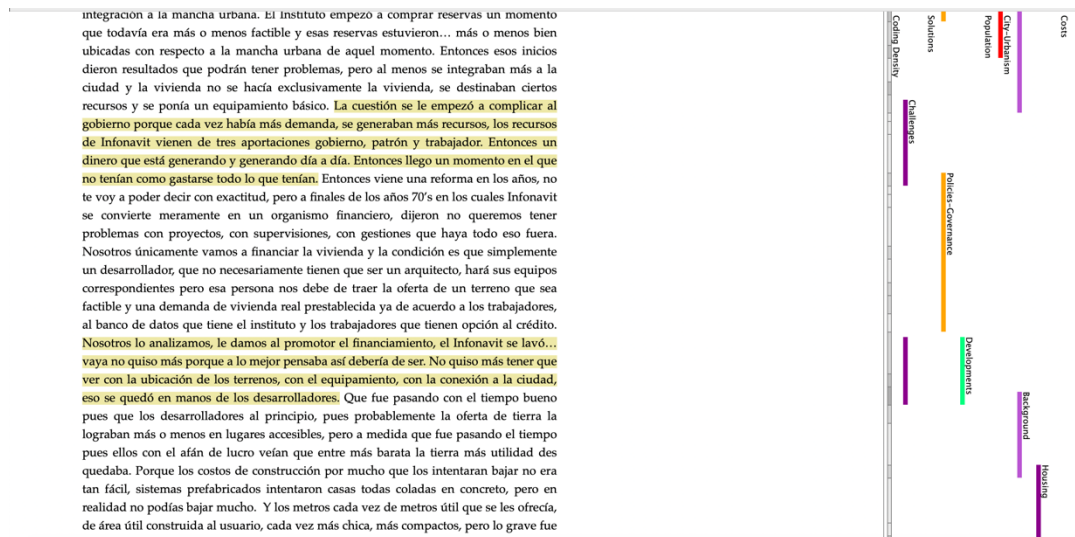 integración a la mancha urbana. El Instituto empezó a comprar reservas un momento
que todavía era más o menos factible y esas reservas estuvieron… más o menos bien
ubicadas con respecto a la mancha urbana de aquel momento. Entonces esos inicios
dieron resultados que podrán tener problemas, pero al menos se integraban más a la
ciudad y la vivienda no se hacía exclusivamente la vivienda, se destinaban ciertos
recursos y se ponía un equipamiento básico. La cuestión se le empezó a complicar al
gobierno porque cada vez había más demanda, se generaban más recursos, los recursos
de Infonavit vienen de tres aportaciones gobierno, patrón y trabajador. Entonces un
dinero que está generando y generando día a día. Entonces llego un momento en el que
no tenían como gastarse todo lo que tenían. Entonces viene una reforma en los años, no
te voy a poder decir con exactitud, pero a finales de los años 70's en los cuales Infonavit
se convierte meramente en un organismo financiero, dijeron no queremos tener
problemas con proyectos, con supervisiones, con gestiones que haya todo eso fuera.
Nosotros únicamente vamos a financiar la vivienda y la condición es que simplemente
un desarrollador, que no necesariamente tienen que ser un arquitecto, hará sus equipos
correspondientes pero esa persona nos debe de traer la oferta de un terreno que sea
factible y una demanda de vivienda real prestablecida ya de acuerdo a los trabajadores,
al banco de datos que tiene el instituto y los trabajadores que tienen opción al crédito.
Nosotros lo analizamos, le damos al promotor el financiamiento, el Infonavit se lavó…
vaya no quiso más porque a lo mejor pensaba así debería de ser. No quiso más tener que
ver con la ubicación de los terrenos, con el equipamiento, con la conexión a la ciudad,
eso se quedó en manos de los desarrolladores. Que fue pasando con el tiempo bueno
pues que los desarrolladores al principio, pues probablemente la oferta de tierra la
lograban más o menos en lugares accesibles, pero a medida que fue pasando el tiempo
pues ellos con el afán de lucro veían que entre más barata la tierra más utilidad des
quedaba. Porque los costos de construcción por mucho que los intentaran bajar no era
tan fácil, sistemas prefabricados intentaron casas todas coladas en concreto, pero en
realidad no podías bajar mucho. Y los metros cada vez de metros útil que se les ofrecía,
de área útil construida al usuario, cada vez más chica, más compactos, pero lo grave fue
Coding Density
Challenges
Solutions
Policies-Governance
Developments
Population
City-Urbanism
Background
Housing
Costs